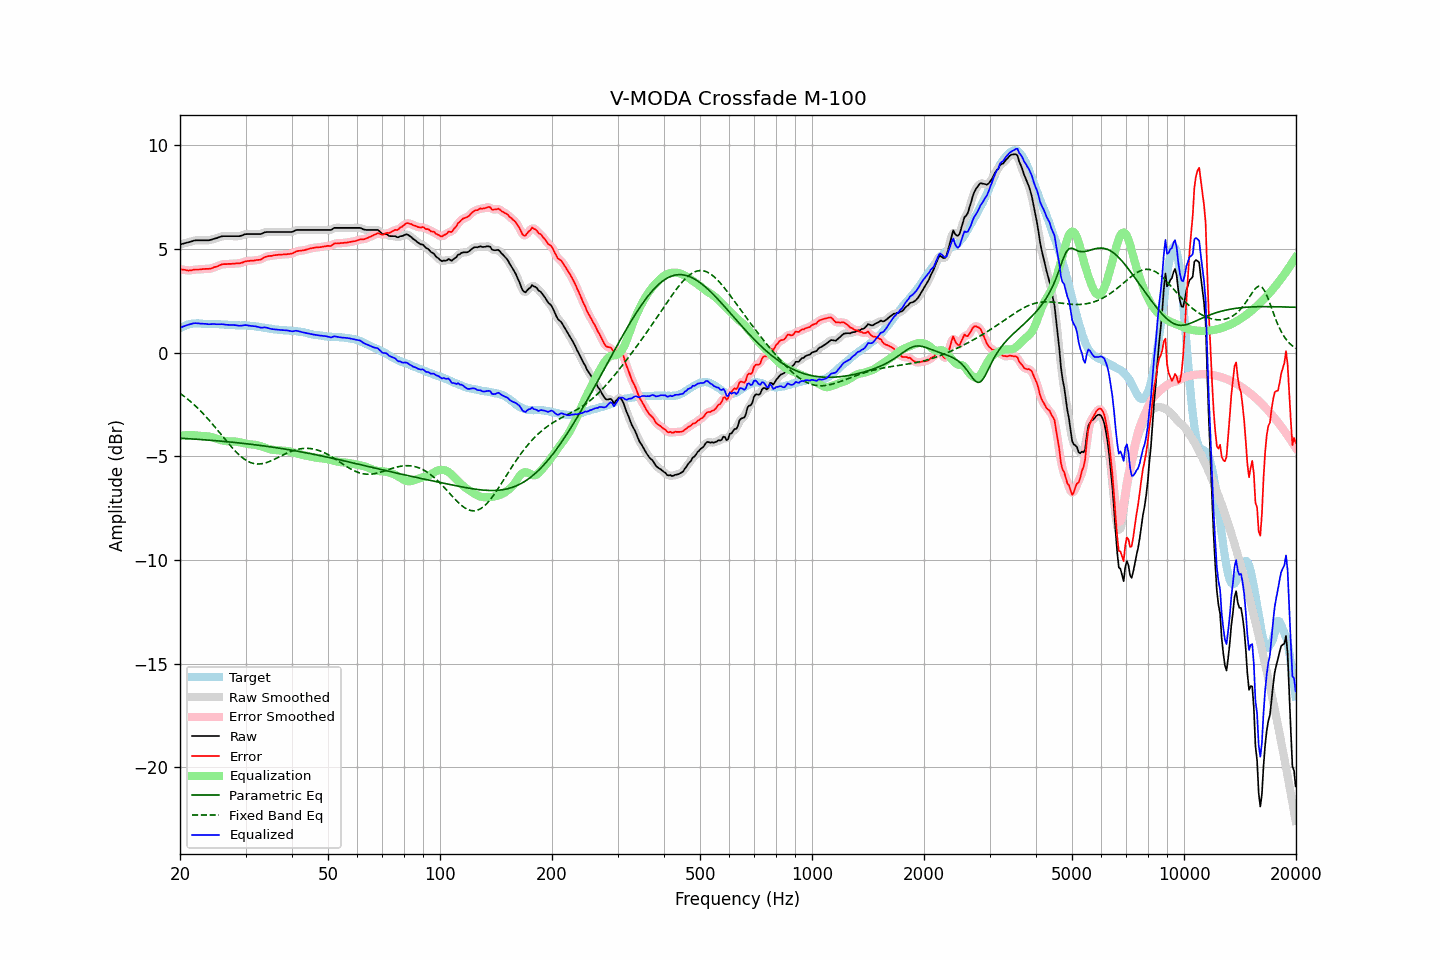 V-MODA Crossfade M-100
10
5
0
−5
−10
−15
−20
Amplitude (dBr)
Target
Raw Smoothed
Error Smoothed
Raw
Error
Equalization
Parametric Eq
Fixed Band Eq
Equalized
20 50 100 200 500 1000 2000 5000 10000 20000
Frequency (Hz)